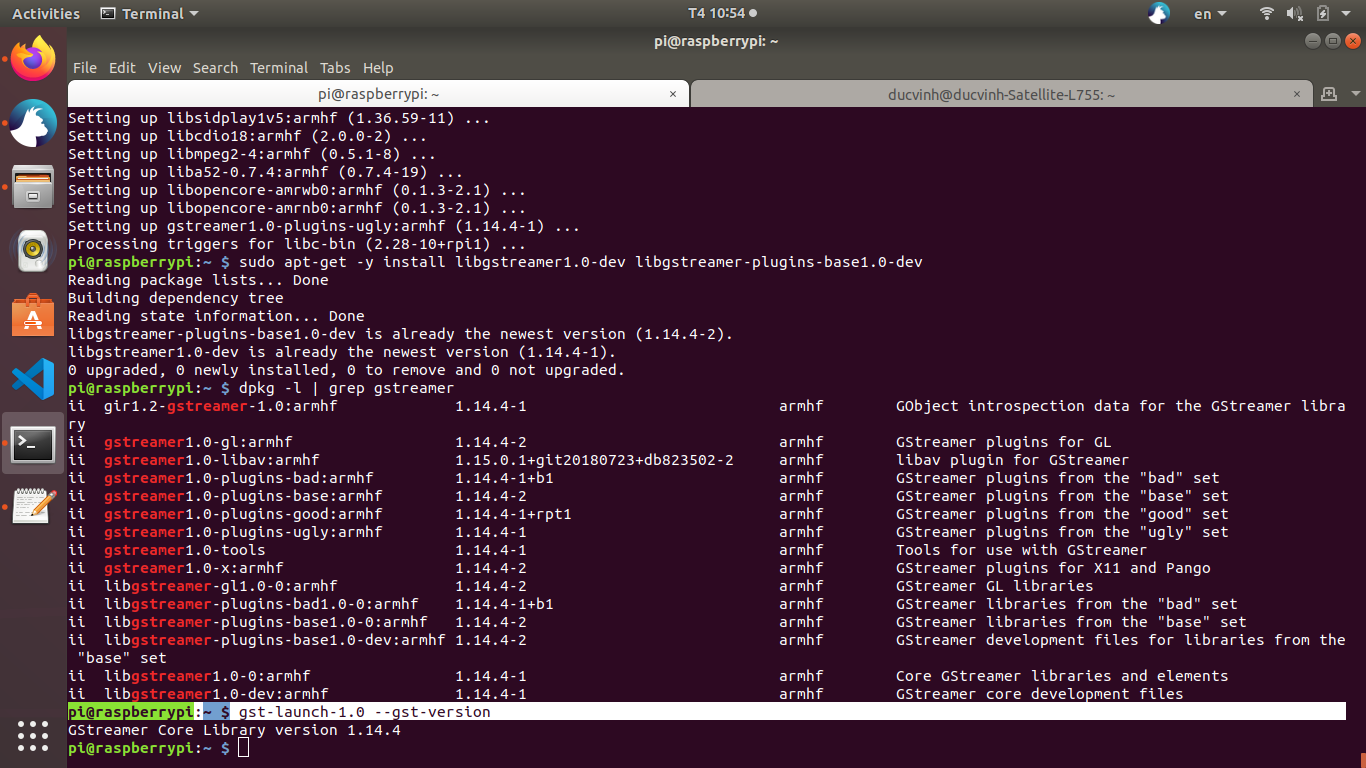 Activities Terminal T4 10:54 en
pi@raspberrypi: ~
File Edit View Search Terminal Tabs Help
pi@raspberrypi: ~ × ducvinh@ducvinh-Satellite-L755: ~ ×
Setting up libsidplay1v5:armhf (1.36.59-11) ...
Setting up libcdio18:armhf (2.0.0-2) ...
Setting up libmpeg2-4:armhf (0.5.1-8) ...
Setting up liba52-0.7.4:armhf (0.7.4-19) ...
Setting up libopencore-amrwb0:armhf (0.1.3-2.1) ...
Setting up libopencore-amrnb0:armhf (0.1.3-2.1) ...
Setting up gstreamer1.0-plugins-ugly:armhf (1.14.4-1) ...
Processing triggers for libc-bin (2.28-10+rpi1) ...
pi@raspberrypi:~ $ sudo apt-get -y install libgstreamer1.0-dev libgstreamer-plugins-base1.0-dev
Reading package lists... Done
Building dependency tree
Reading state information... Done
libgstreamer-plugins-base1.0-dev is already the newest version (1.14.4-2).
libgstreamer1.0-dev is already the newest version (1.14.4-1).
0 upgraded, 0 newly installed, 0 to remove and 0 not upgraded.
pi@raspberrypi:~ $ dpkg -l | grep gstreamer
ii gir1.2-gstreamer-1.0:armhf 1.14.4-1 armhf GObject introspection data for the GStreamer libra
ry
ii gstreamer1.0-gl:armhf 1.14.4-2 armhf GStreamer plugins for GL
ii gstreamer1.0-libav:armhf 1.15.0.1+git20180723+db823502-2 armhf libav plugin for GStreamer
ii gstreamer1.0-plugins-bad:armhf 1.14.4-1+b1 armhf GStreamer plugins from the "bad" set
ii gstreamer1.0-plugins-base:armhf 1.14.4-2 armhf GStreamer plugins from the "base" set
ii gstreamer1.0-plugins-good:armhf 1.14.4-1+rpt1 armhf GStreamer plugins from the "good" set
ii gstreamer1.0-plugins-ugly:armhf 1.14.4-1 armhf GStreamer plugins from the "ugly" set
ii gstreamer1.0-tools 1.14.4-1 armhf Tools for use with GStreamer
ii gstreamer1.0-x:armhf 1.14.4-2 armhf GStreamer plugins for X11 and Pango
ii libgstreamer-gl1.0-0:armhf 1.14.4-2 armhf GStreamer GL libraries
ii libgstreamer-plugins-bad1.0-0:armhf 1.14.4-1+b1 armhf GStreamer libraries from the "bad" set
ii libgstreamer-plugins-base1.0-0:armhf 1.14.4-2 armhf GStreamer libraries from the "base" set
ii libgstreamer-plugins-base1.0-dev:armhf 1.14.4-2 armhf GStreamer development files for libraries from the
"base" set
ii libgstreamer1.0-0:armhf 1.14.4-1 armhf Core GStreamer libraries and elements
ii libgstreamer1.0-dev:armhf 1.14.4-1 armhf GStreamer core development files
pi@raspberrypi:~ $ gst-launch-1.0 --gst-version
GStreamer Core Library version 1.14.4
pi@raspberrypi:~ $